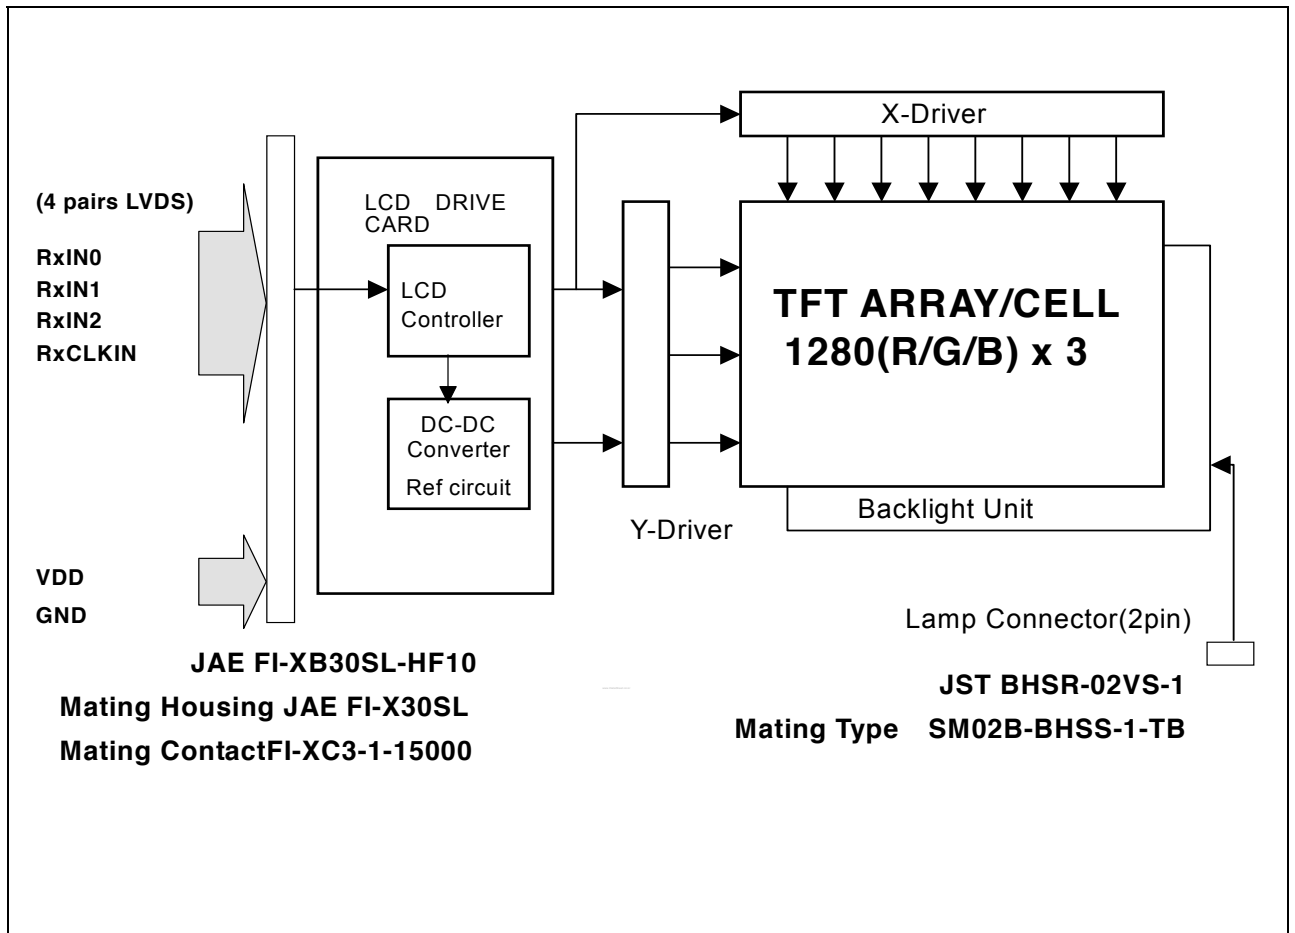 X-Driver
(4 pairs LVDS)
RxIN0
RxIN1
RxIN2
RxCLKIN
LCD DRIVE
CARD
LCD
Controller
DC-DC
Converter
Ref circuit
TFT ARRAY/CELL
1280(R/G/B) x 3
Y-Driver
Backlight Unit
VDD
GND
Lamp Connector(2pin)
JAE FI-XB30SL-HF10
Mating Housing JAE FI-X30SL
Mating ContactFI-XC3-1-15000
JST BHSR-02VS-1
Mating Type SM02B-BHSS-1-TB